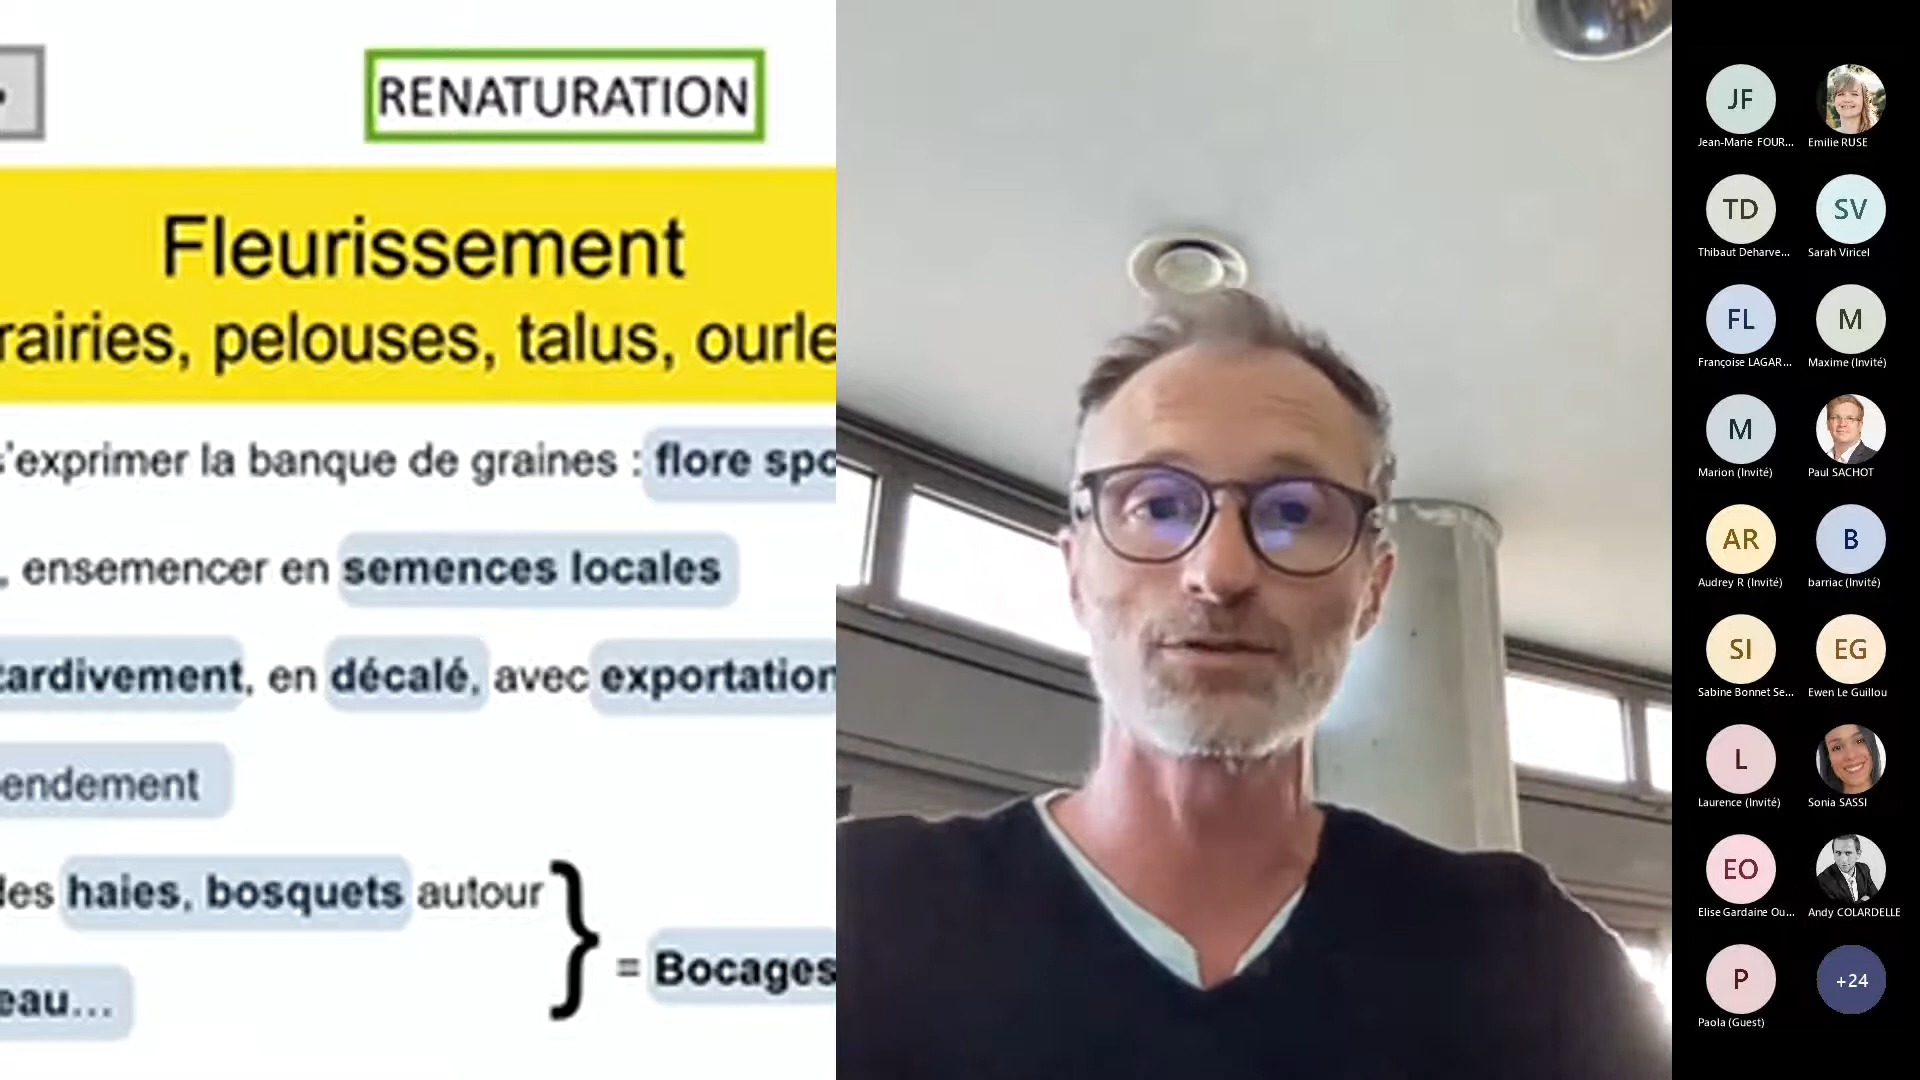 RENATURATION
Fleurissement
rairies, pelouses, talus, ourle
s'exprimer la banque de graines : flore spo
, ensemencer en semences locales
tardivement, en décalé, avec exportation
endement
des haies, bosquets autour
= Bocages
eau...
JF
Jean-Marie FOUR...
Emilie RUSE
TD
Thibaut Deharve...
SV
Sarah Viricel
FL
Françoise LAGAR...
M
Maxime (Invité)
M
Marion (Invité)
Paul SACHOT
AR
Audrey R (Invité)
B
barriac (Invité)
SI
Sabine Bonnet Se...
EG
Ewen Le Guillou
L
Laurence (Invité)
Sonia SASSI
EO
Elise Gardaine Ou...
Andy COLARDELLE
P
Paola (Guest)
+24